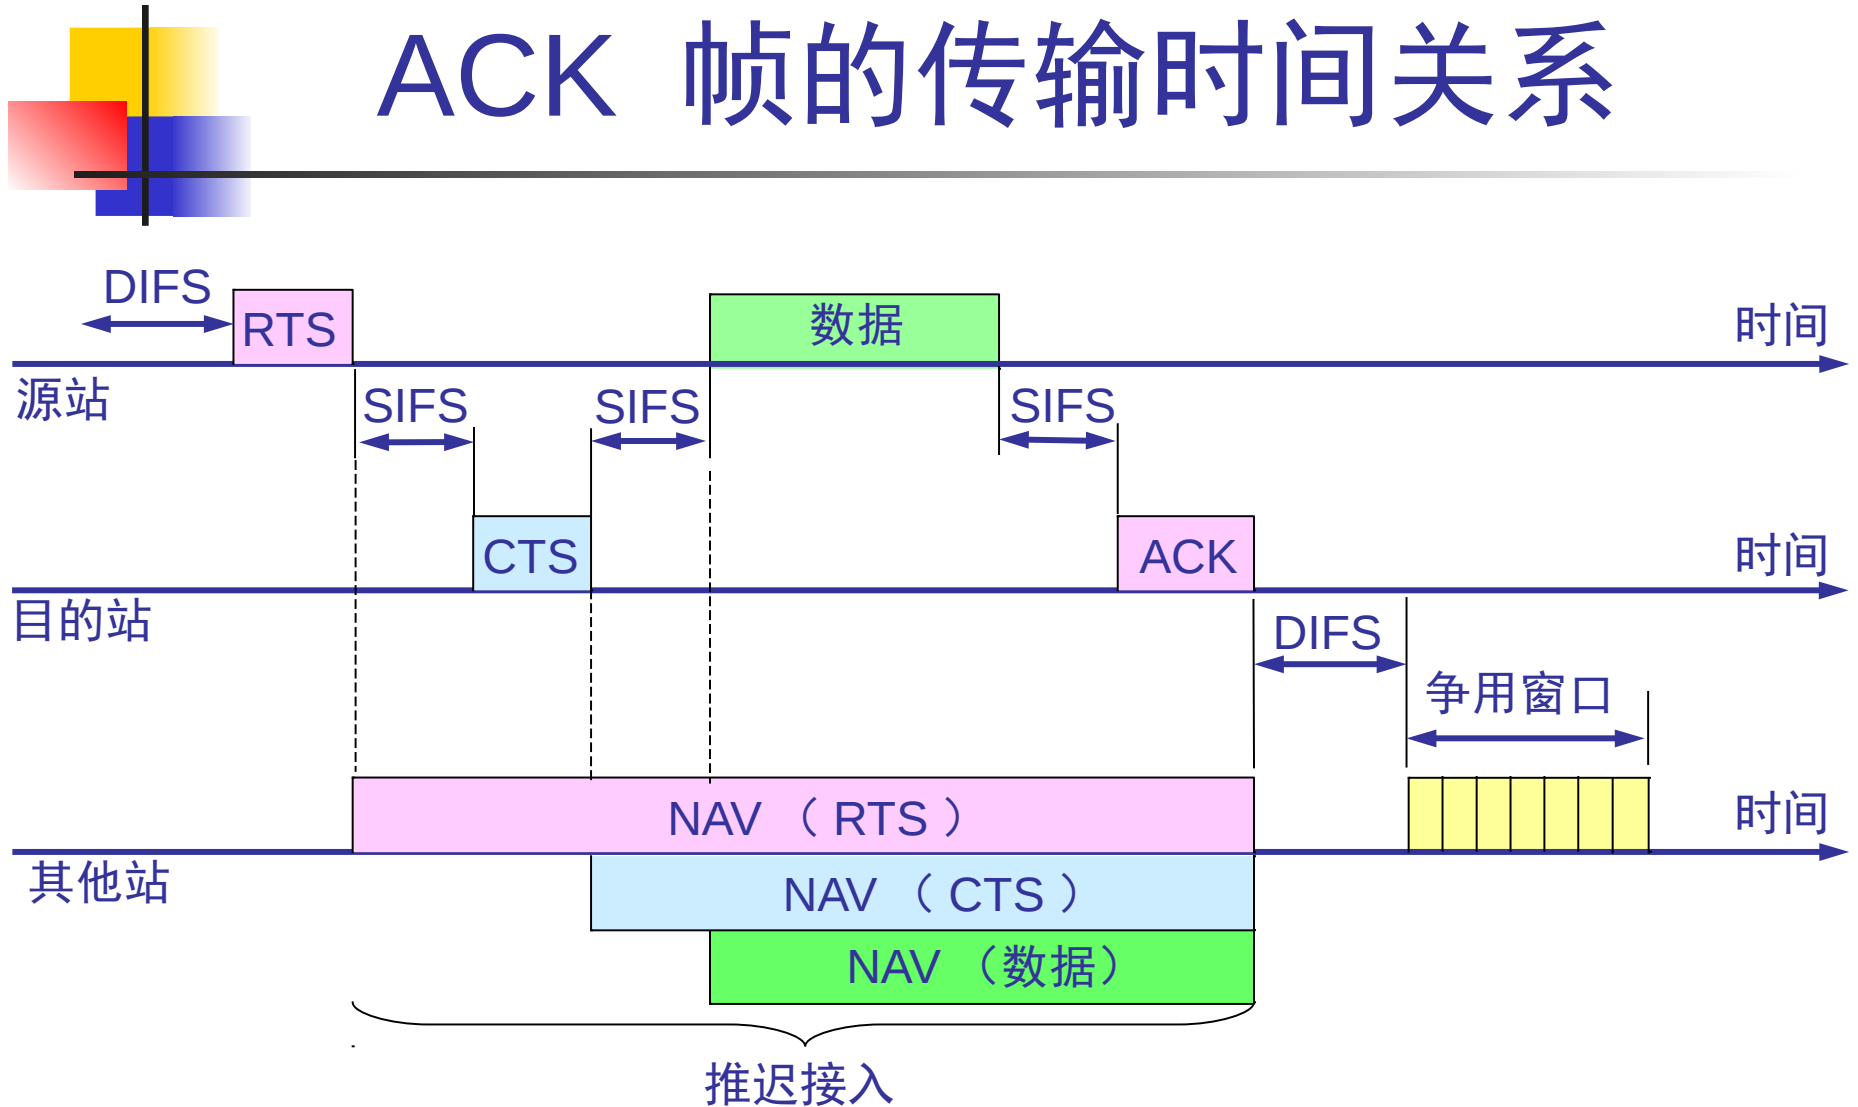 ACK 帧的传输时间关系
DIFS
RTS
数据
时间
源站
SIFS
SIFS
SIFS
CTS
ACK
时间
目的站
DIFS
争用窗口
NAV（RTS）
时间
其他站
NAV（CTS）
NAV（数据）
推迟接入